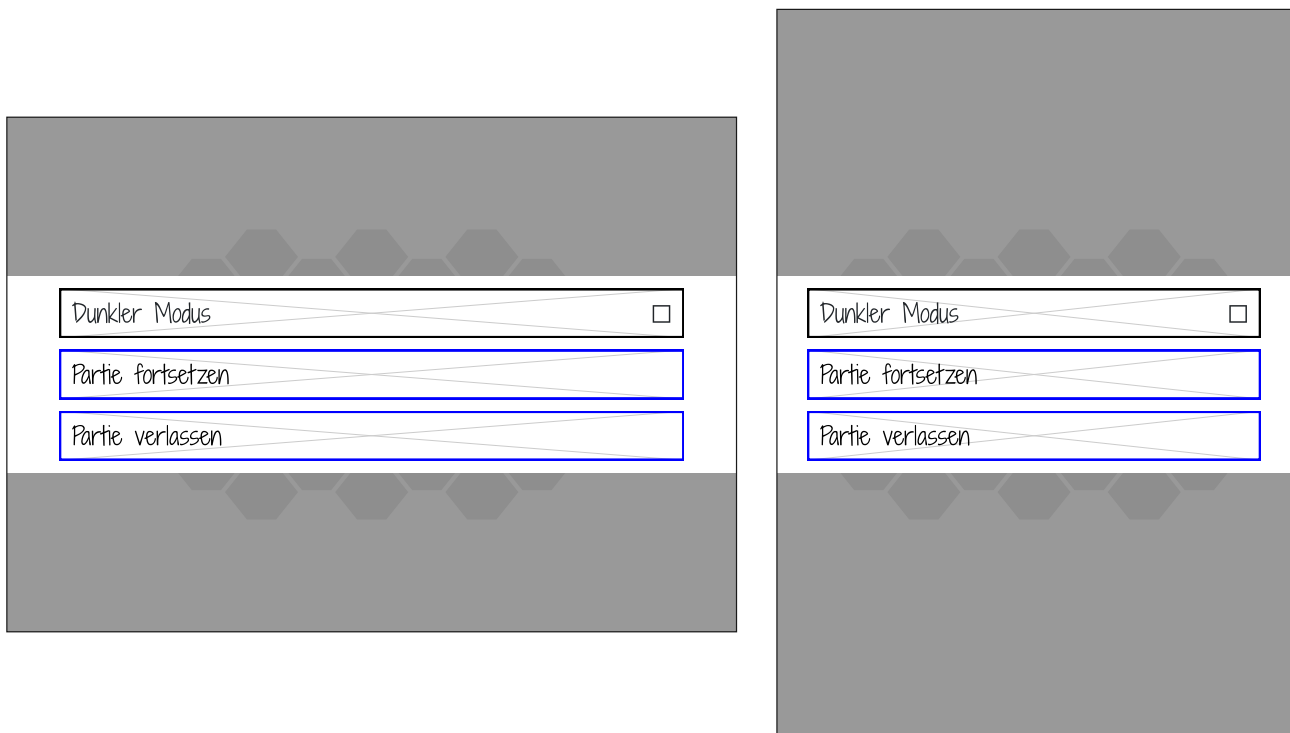 Dunkler Modus
Partie fortsetzen
Partie verlassen
Dunkler Modus
Partie fortsetzen
Partie verlassen